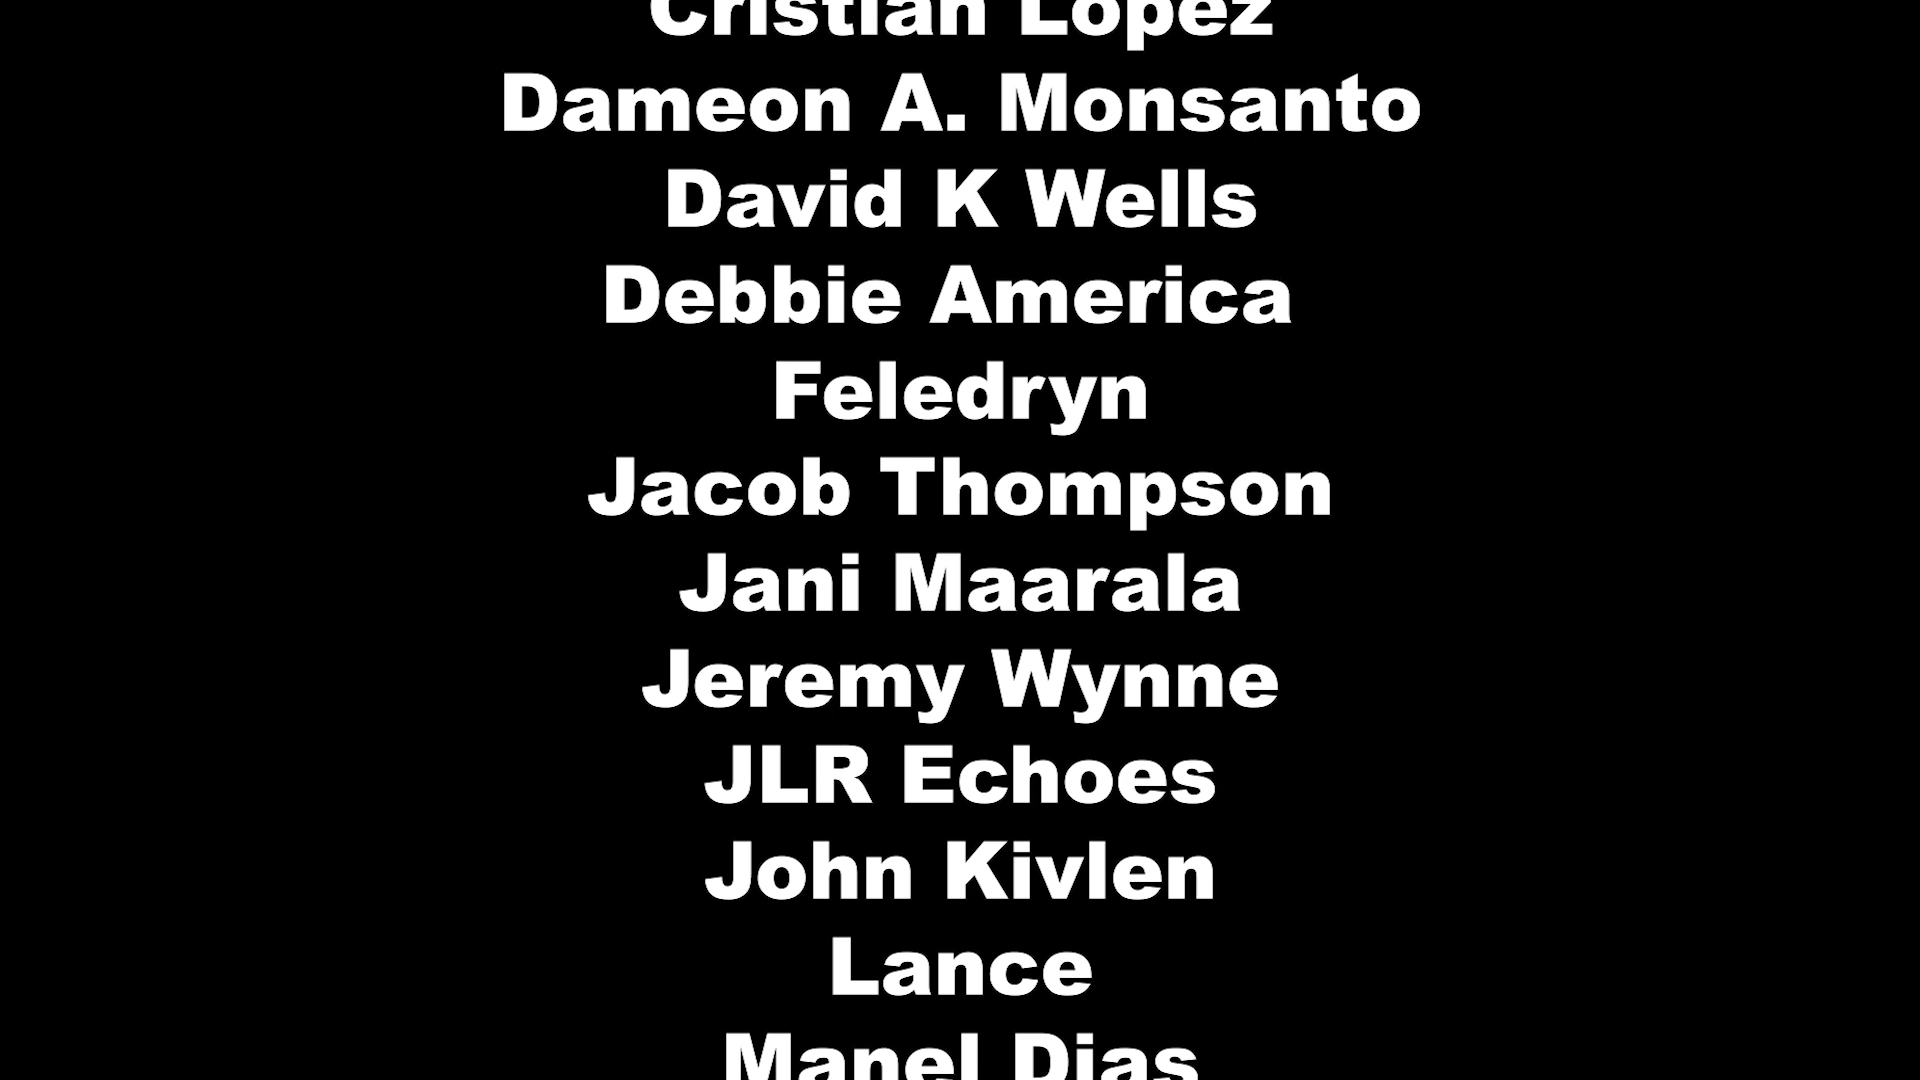 Cristian Lopez
Dameon A. Monsanto
David K Wells
Debbie America
Feledryn
Jacob Thompson
Jani Maarala
Jeremy Wynne
JLR Echoes
John Kivlen
Lance
Manel Dias